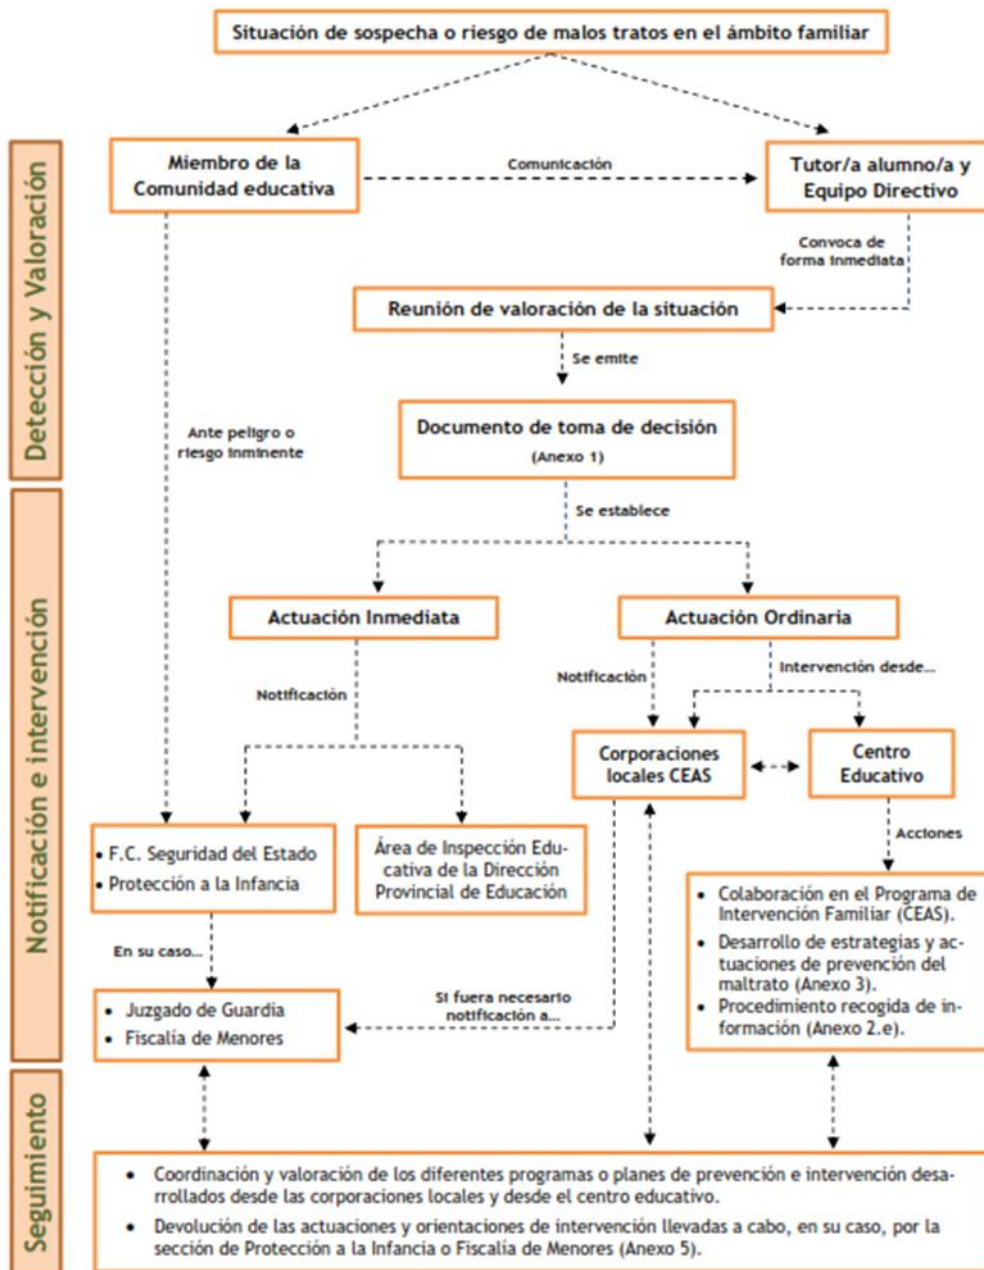 Situación de sospecha o riesgo de malos tratos en el ámbito familiar
Detección y Valoración
Miembro de la
Comunidad educativa
Comunicación
Tutor/a alumno/a y
Equipo Directivo
Convoca de
forma inmediata
Reunión de valoración de la situación
Se emite
Documento de toma de decisión
(Anexo 1)
Ante peligro o
riesgo inminente
Notificación e intervención
Se establece
Actuación Inmediata
Actuación Ordinaria
Notificación
Notificación
Intervención desde...
Corporaciones
locales CEAS
Centro
Educativo
• F.C. Seguridad del Estado
• Protección a la Infancia
Área de Inspección Edu-
cativa de la Dirección
Provincial de Educación
Acciones
• Colaboración en el Programa de
Intervención Familiar (CEAS).
• Desarrollo de estrategias y ac-
tuaciones de prevención del
maltrato (Anexo 3).
• Procedimiento recogida de in-
formación (Anexo 2.e).
En su caso...
• Juzgado de Guardia
• Fiscalía de Menores
Si fuera necesario
notificación a...
Seguimiento
• Coordinación y valoración de los diferentes programas o planes de prevención e intervención desa-
rrollados desde las corporaciones locales y desde el centro educativo.
• Devolución de las actuaciones y orientaciones de intervención llevadas a cabo, en su caso, por la
sección de Protección a la Infancia o Fiscalía de Menores (Anexo 5).